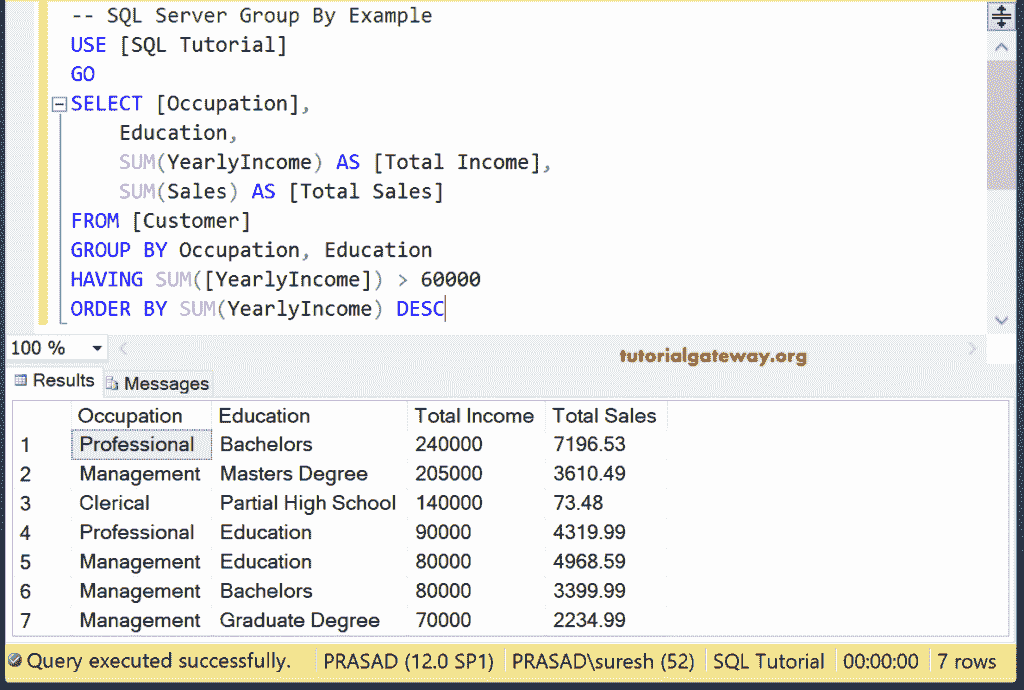 -- SQL Server Group By Example
USE [SQL Tutorial]
GO
SELECT [Occupation],
Education,
SUM(YearlyIncome) AS [Total Income],
SUM(Sales) AS [Total Sales]
FROM [Customer]
GROUP BY Occupation, Education
HAVING SUM([YearlyIncome]) > 60000
ORDER BY SUM(YearlyIncome) DESC
100 %
tutorialgateway.org
Results Messages
Occupation Education Total Income Total Sales
1 Professional Bachelors 240000 7196.53
2 Management Masters Degree 205000 3610.49
3 Clerical Partial High School 140000 73.48
4 Professional Education 90000 4319.99
5 Management Education 80000 4968.59
6 Management Bachelors 80000 3399.99
7 Management Graduate Degree 70000 2234.99
Query executed successfully. PRASAD (12.0 SP1) PRASAD\suresh (52) SQL Tutorial 00:00:00 7 rows